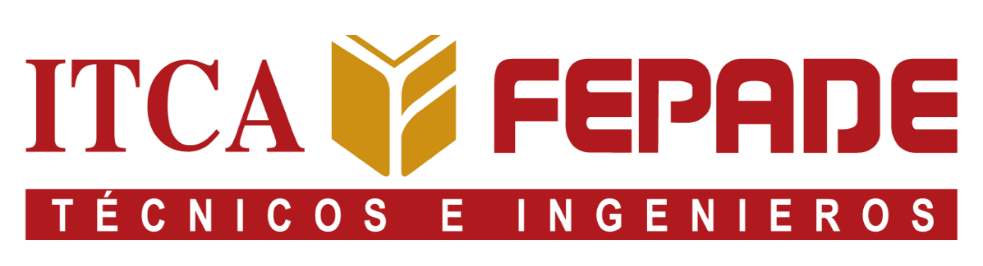 ITCA FEPADE
TÉCNICOS E INGENIEROS